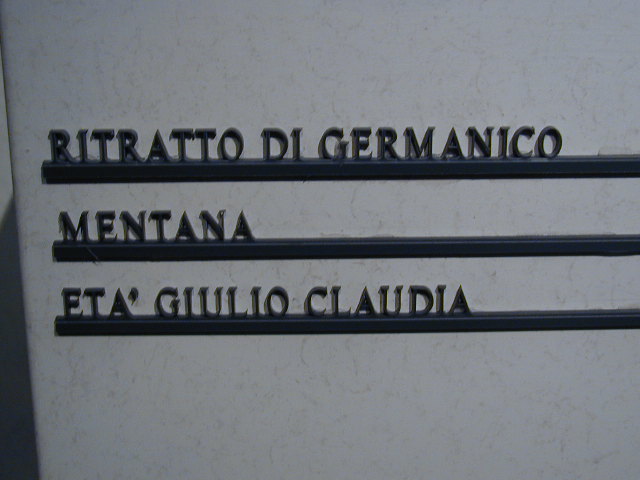 RITRATTO DI GERMANICO
MENTANA
ETA' GIULIO CLAUDIA